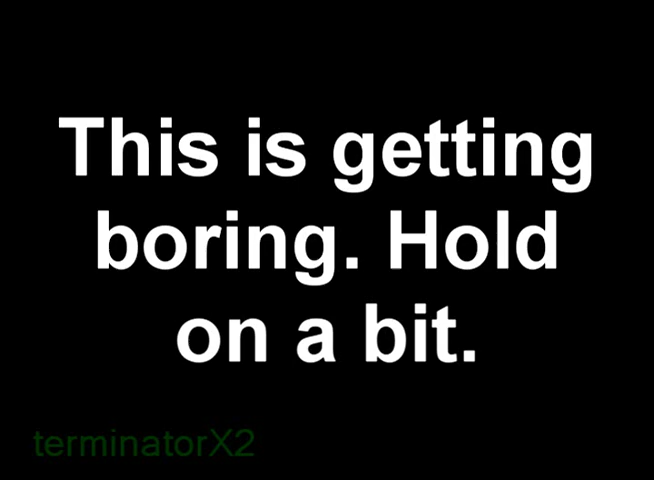 This is getting
boring. Hold
on a bit.
terminatorX2